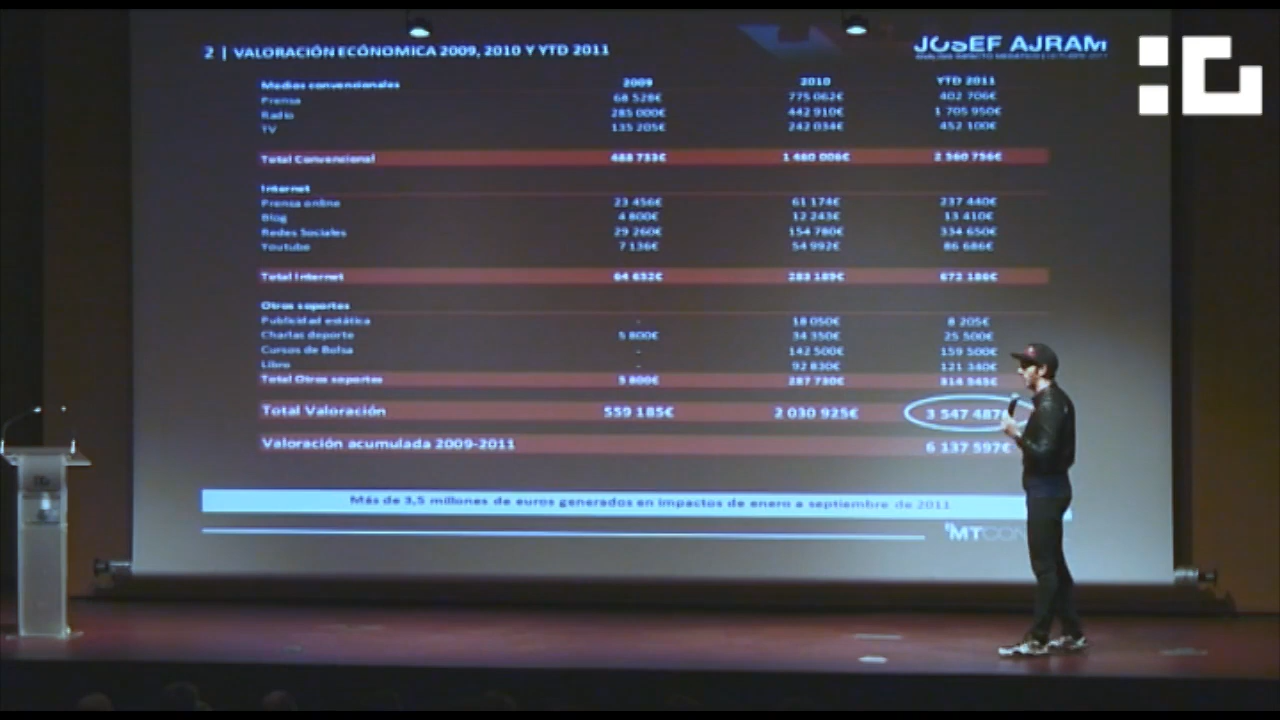 2 | VALORACIÓN ECÓNOMICA 2009, 2010 Y YTD 2011
JOSEF AJRAM
Medios convencionales 2009 2010 YTD 2011
Prensa 68 528€ 775 062€ 402 706€
Radio 285 000€ 442 910€ 1 705 950€
TV 135 205€ 242 034€ 452 100€
Total Convencional 488 733€ 1 460 006€ 2 560 756€
Internet
Prensa online 23 456€ 61 174€ 237 440€
Blog 4 800€ 12 243€ 13 410€
Redes Sociales 29 260€ 154 780€ 334 650€
Youtube 7 136€ 54 992€ 86 686€
Total Internet 64 652€ 283 189€ 672 186€
Otros soportes
Publicidad estática - 18 050€ 8 205€
Charlas deporte 5 800€ 34 350€ 25 500€
Cursos de Bolsa - 142 500€ 159 500€
Libro - 92 830€ 121 340€
Total Otros soportes 5 800€ 287 730€ 314 545€
Total Valoración 559 185€ 2 030 925€ 3 547 487€
Valoración acumulada 2009-2011 6 137 597€
Más de 3,5 millones de euros generados en impactos de enero a septiembre de 2011